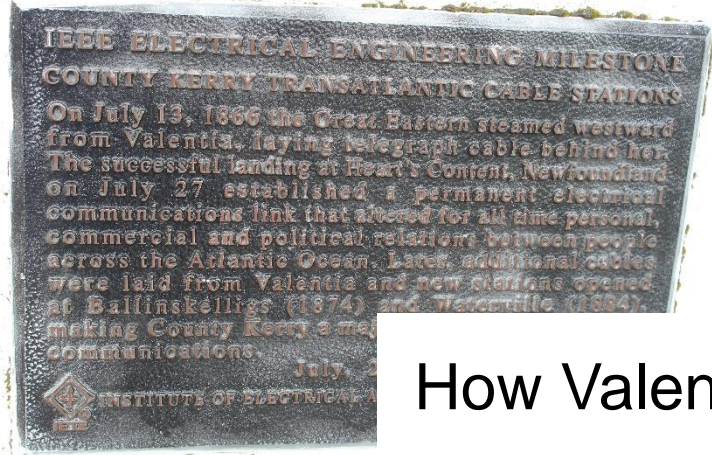 IEEE ELECTRICAL ENGINEERING MILESTONE
COUNTY KERRY TRANSATLANTIC CABLE STATIONS
On July 13, 1866 the Great Eastern steamed westward
from Valentia, laying telegraph cable behind her.
The successful landing at Heart's Content, Newfoundland
on July 27 established a permanent electrical
communications link that altered for all time personal,
commercial and political relations between people
across the Atlantic Ocean. Later, additional cables
were laid from Valentia and new stations opened
at Ballinskelligs (1874) and Waterville (1884),
making County Kerry a
communications.
July,
INSTITUTE OF ELECTRICAL
How Valen